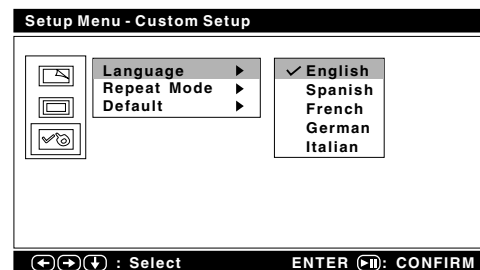 Setup Menu - Custom Setup
Language
Repeat Mode
Default
English
Spanish
French
German
Italian
: Select ENTER : CONFIRM